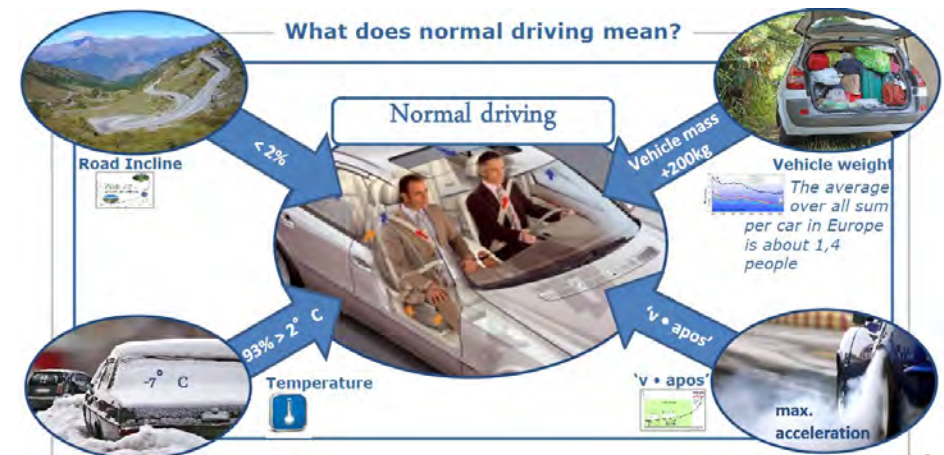 What does normal driving mean?
Normal driving
< 2%
Road Incline
Vehicle mass
+200kg
Vehicle weight
The average
over all sum
per car in Europe
is about 1,4
people
-7° C
93% > 2° C
Temperature
'v • apos'
'v • apos'
max.
acceleration